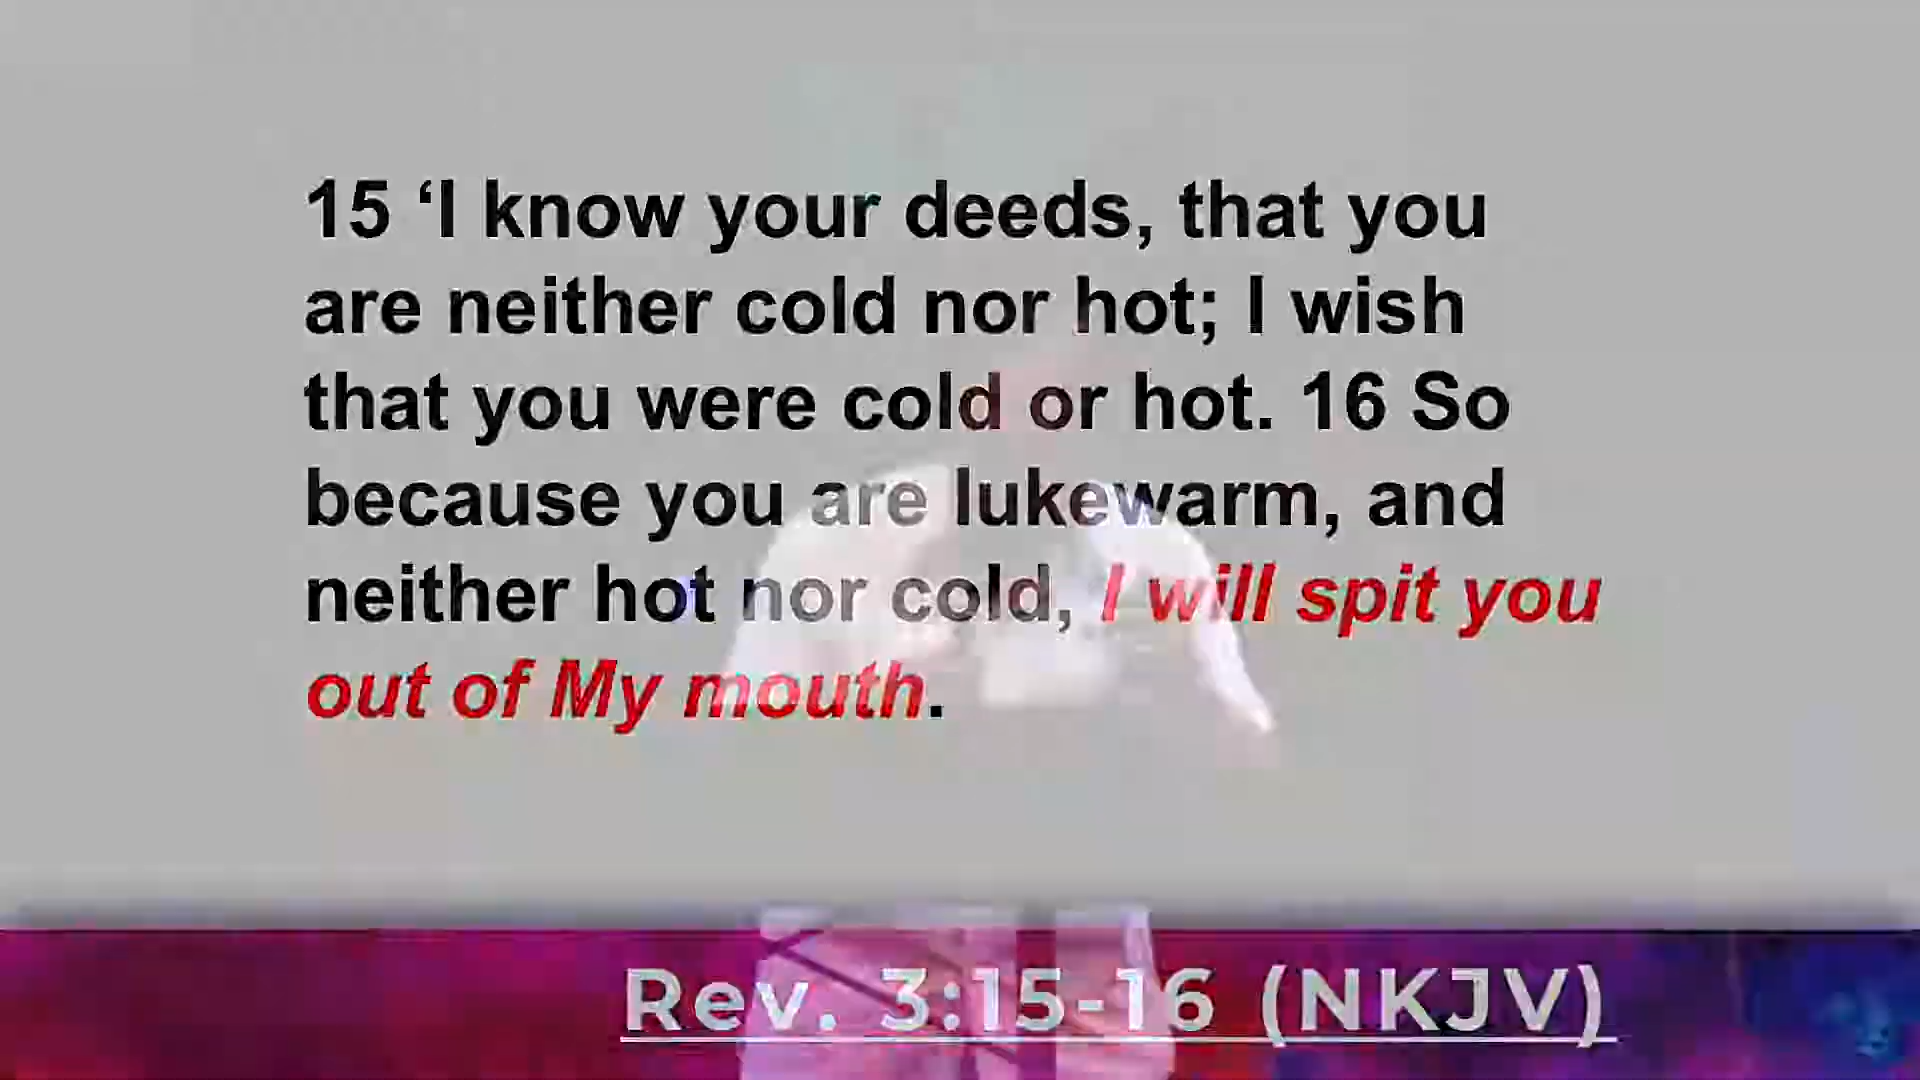 15 ‘I know your deeds, that you
are neither cold nor hot; I wish
that you were cold or hot. 16 So
because you are lukewarm, and
neither hot nor cold, I will spit you
out of My mouth.
Rev. 3:15-16 (NKJV)